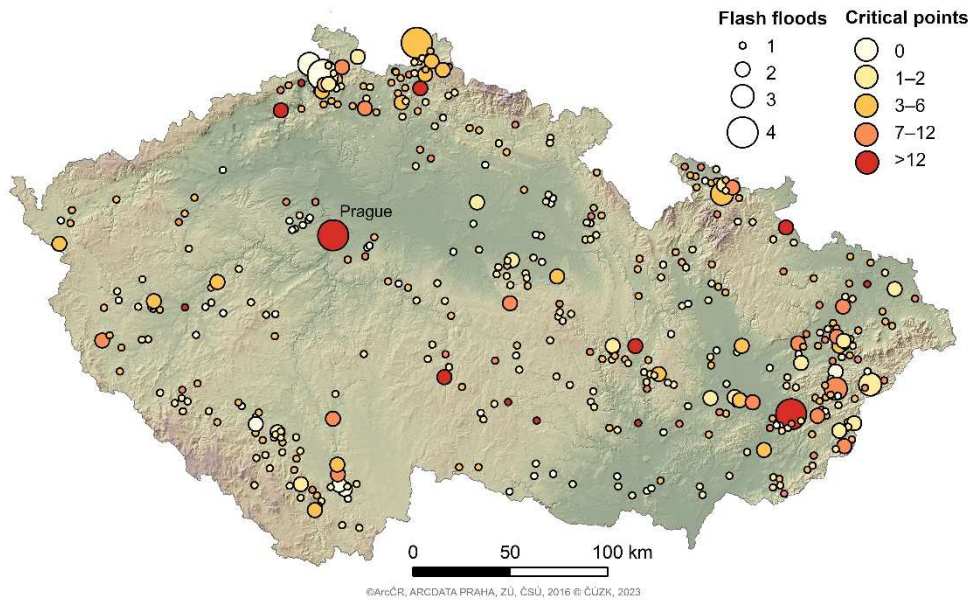 Flash floods
1
2
3
4
Critical points
0
1–2
3–6
7–12
>12
Prague
0 50 100 km
©ArcČR, ARCDATA PRAHA, ZÚ, ČSÚ, 2016 © ČÚZK, 2023